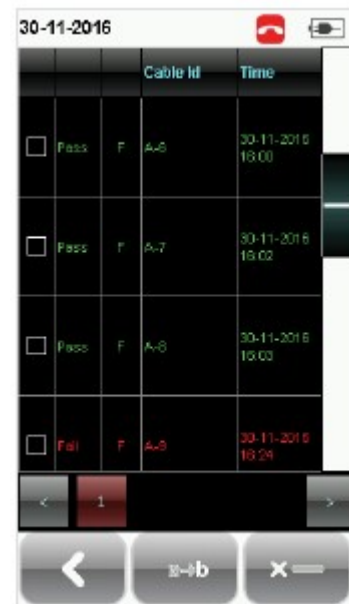 30-11-2016
Cable Id Time
Pass F A-6 30-11-2016
16:00
Pass F A-7 30-11-2016
16:02
Pass F A-8 30-11-2016
16:03
Fail F A-9 30-11-2016
16:24
< 1 >